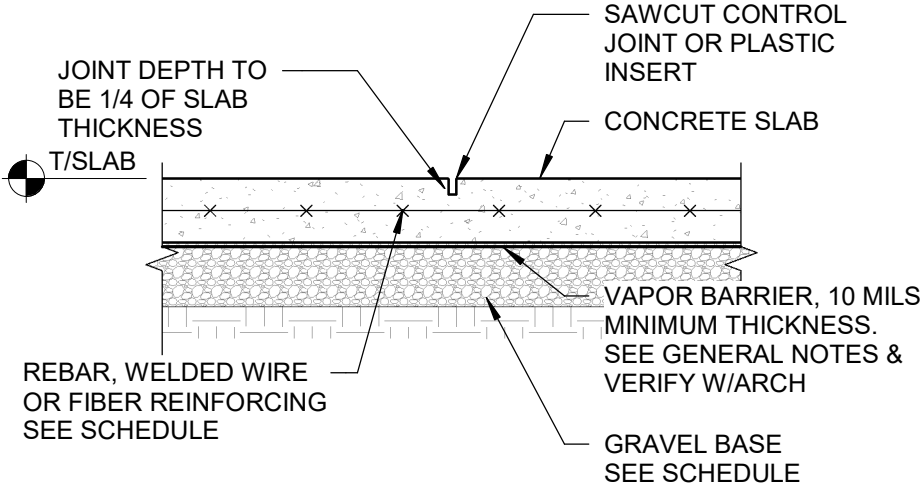 SAWCUT CONTROL
JOINT OR PLASTIC
INSERT
JOINT DEPTH TO
BE 1/4 OF SLAB
THICKNESS
CONCRETE SLAB
T/SLAB
VAPOR BARRIER, 10 MILS
MINIMUM THICKNESS.
SEE GENERAL NOTES &
VERIFY W/ARCH
REBAR, WELDED WIRE
OR FIBER REINFORCING
SEE SCHEDULE
GRAVEL BASE
SEE SCHEDULE